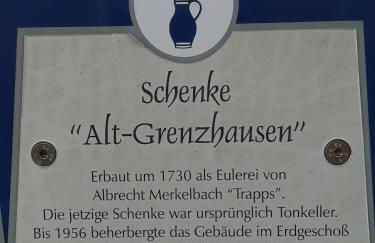 Schenke
"Alt-Grenzhausen"
Erbaut um 1730 als Eulerei von
Albrecht Merkelbach "Trapps".
Die jetzige Schenke war ursprünglich Tonkeller.
Bis 1956 beherbergte das Gebäude im Erdgeschoß